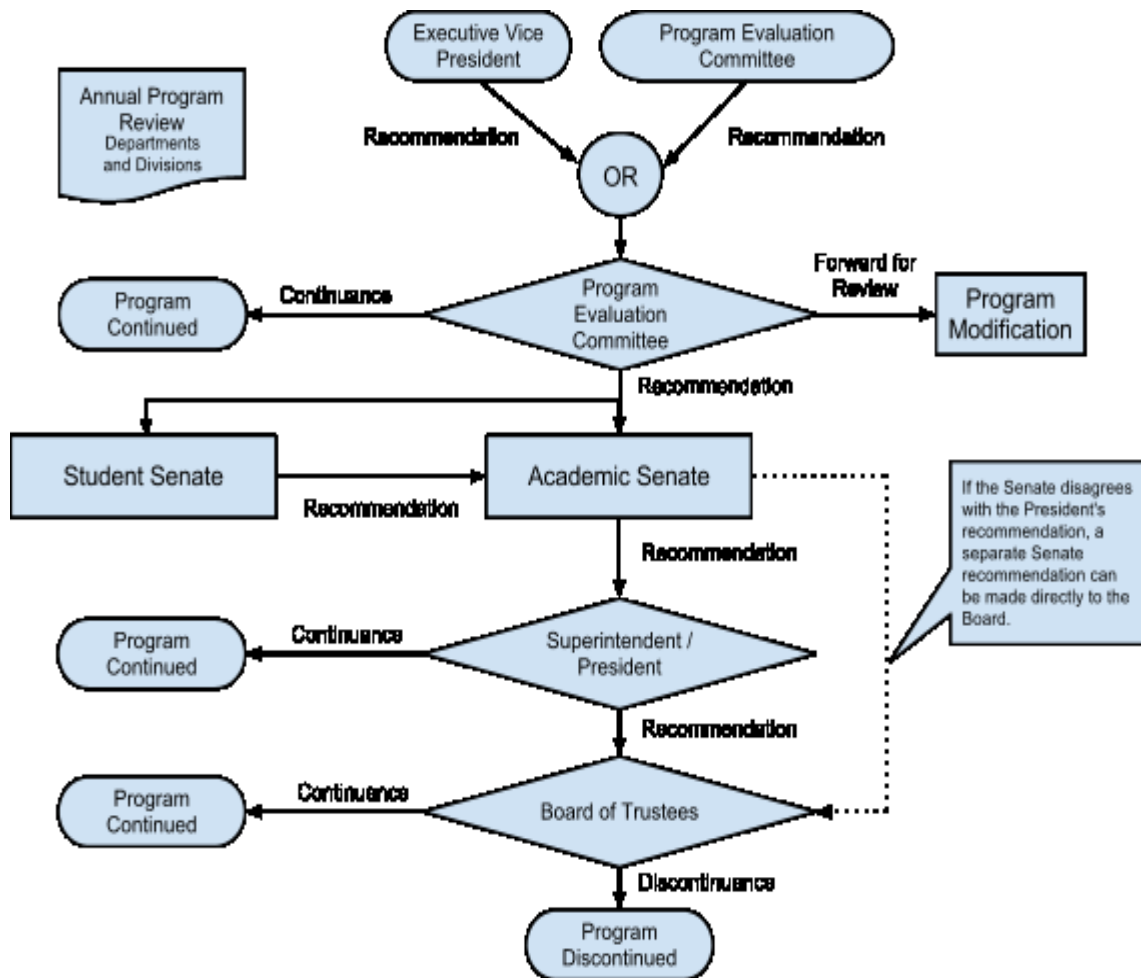 Executive Vice
President
Program Evaluation
Committee
Annual Program
Review
Departments
and Divisions
Recommendation
Recommendation
OR
Program
Continued
Continuance
Program
Evaluation
Committee
Forward for
Review
Program
Modification
Recommendation
Student Senate
Recommendation
Academic Senate
If the Senate disagrees
with the President's
recommendation, a
separate Senate
recommendation can
be made directly to the
Board.
Recommendation
Program
Continued
Continuance
Superintendent /
President
Recommendation
Program
Continued
Continuance
Board of Trustees
Discontinuance
Program
Discontinued